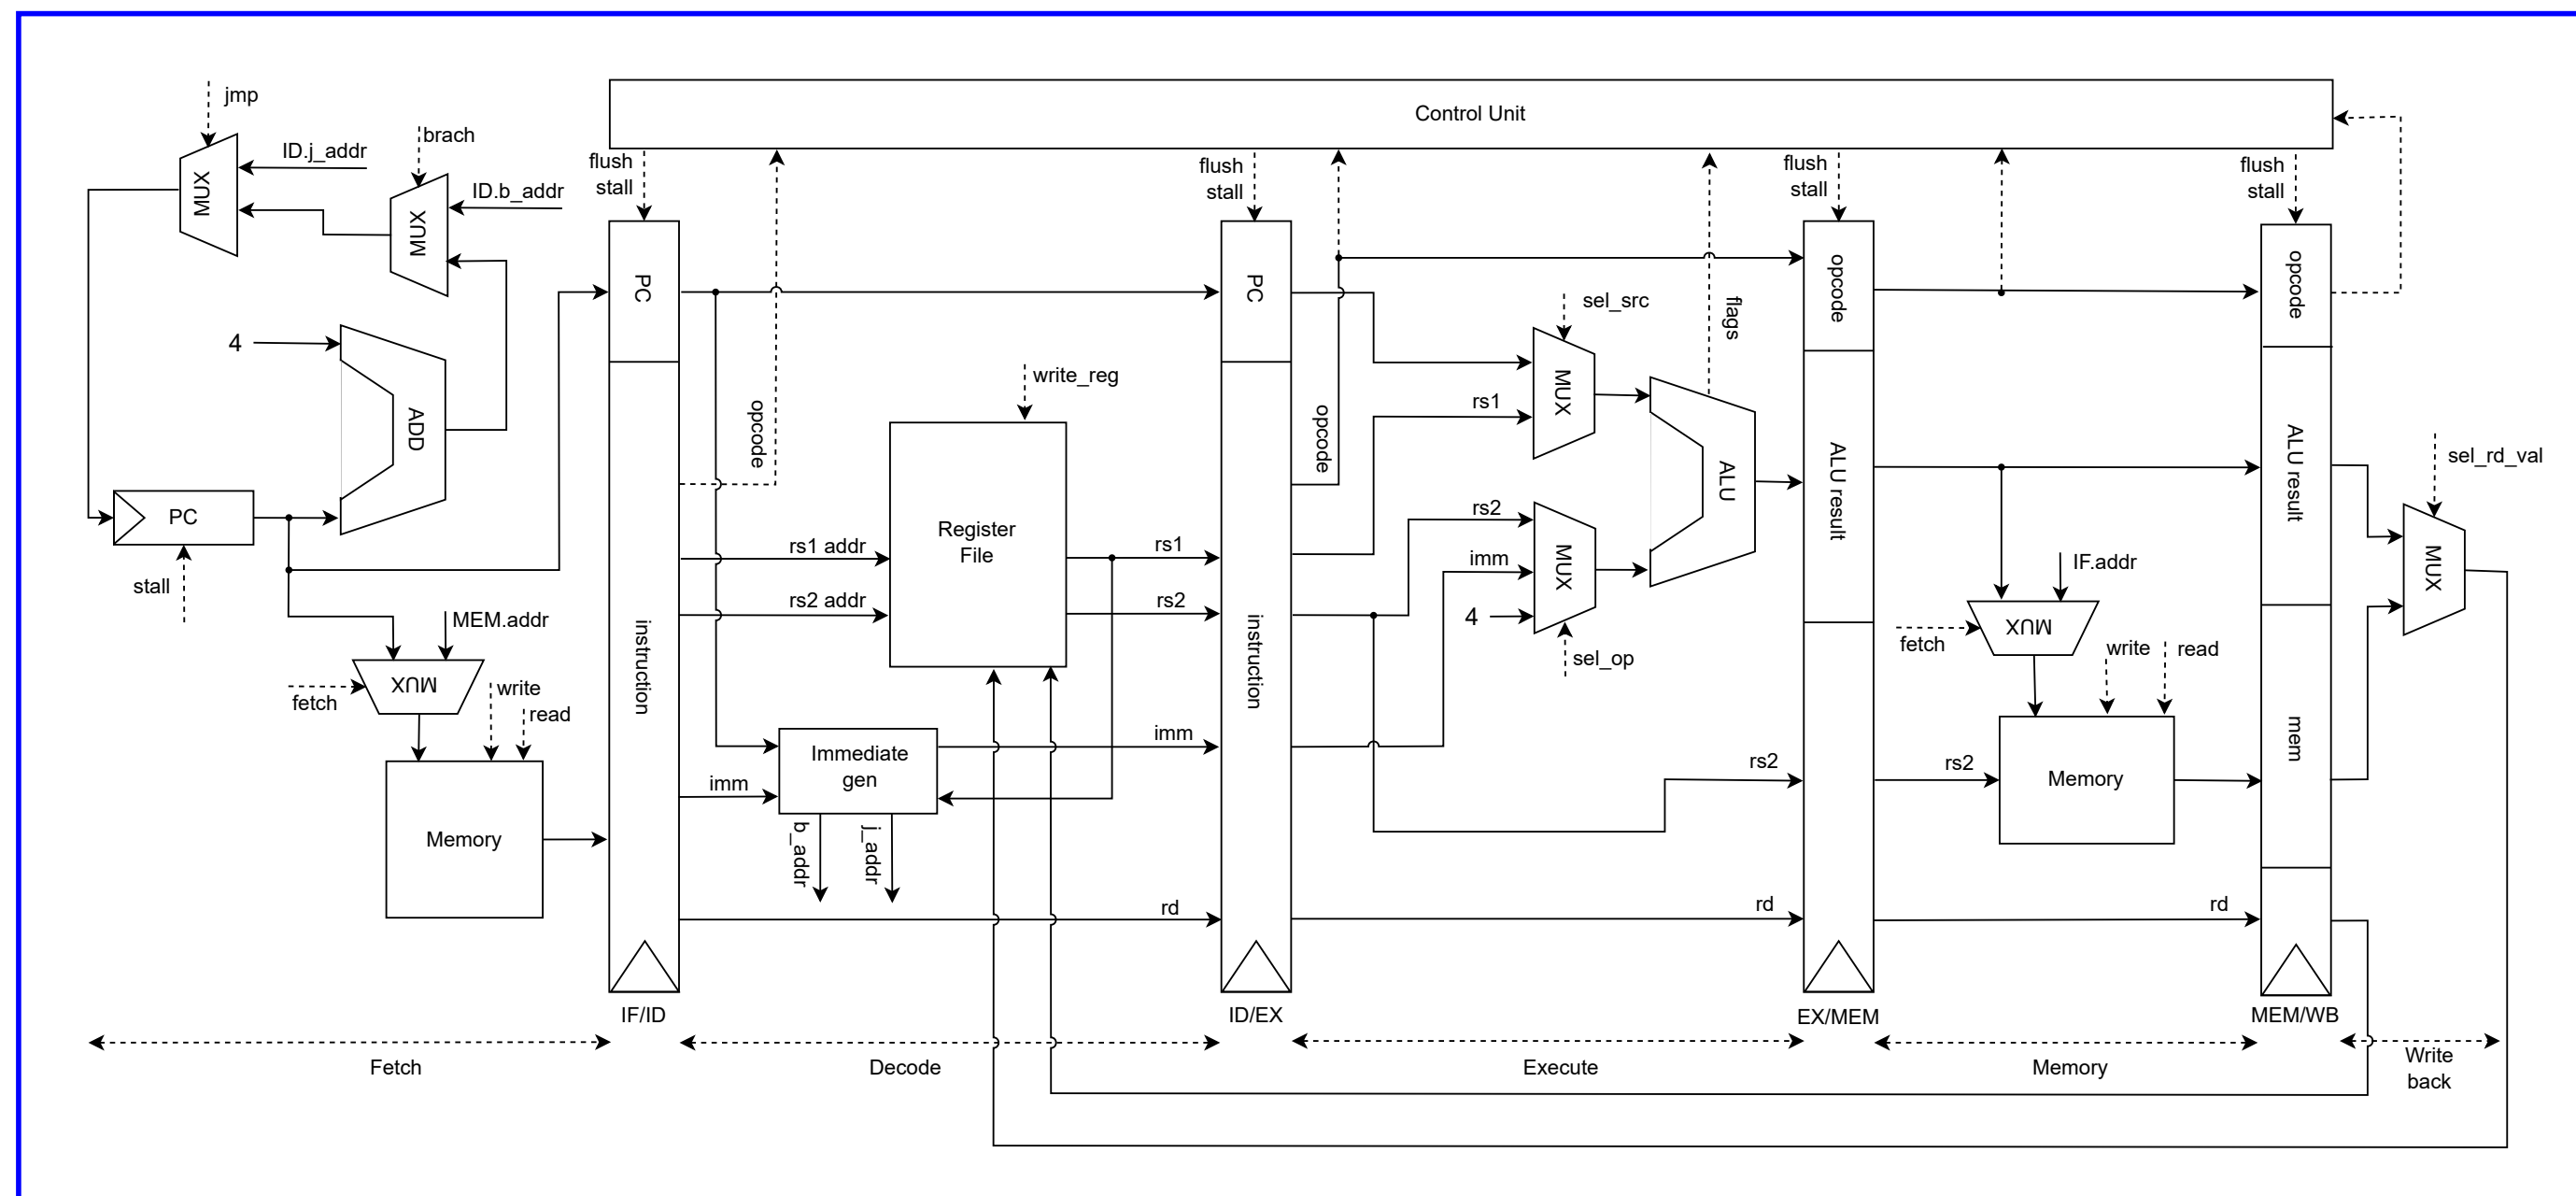 Control Unit
jmp
ID.j_addr
MUX
brach
ID.b_addr
MUX
4
ADD
PC
stall
MEM.addr
MUX
fetch
write
read
Memory
flush
stall
PC
instruction
IF/ID
opcode
write_reg
Register
File
rs1 addr
rs2 addr
rs1
rs2
Immediate
gen
imm
imm
b_addr
j_addr
rd
flush
stall
PC
instruction
ID/EX
opcode
sel_src
MUX
rs1
rs2
imm
4
MUX
sel_op
flags
ALU
rs2
rd
flush
stall
opcode
ALU result
EX/MEM
IF.addr
MUX
fetch
write
read
rs2
Memory
rd
flush
stall
opcode
ALU result
mem
MEM/WB
sel_rd_val
MUX
Fetch
Decode
Execute
Memory
Write
back